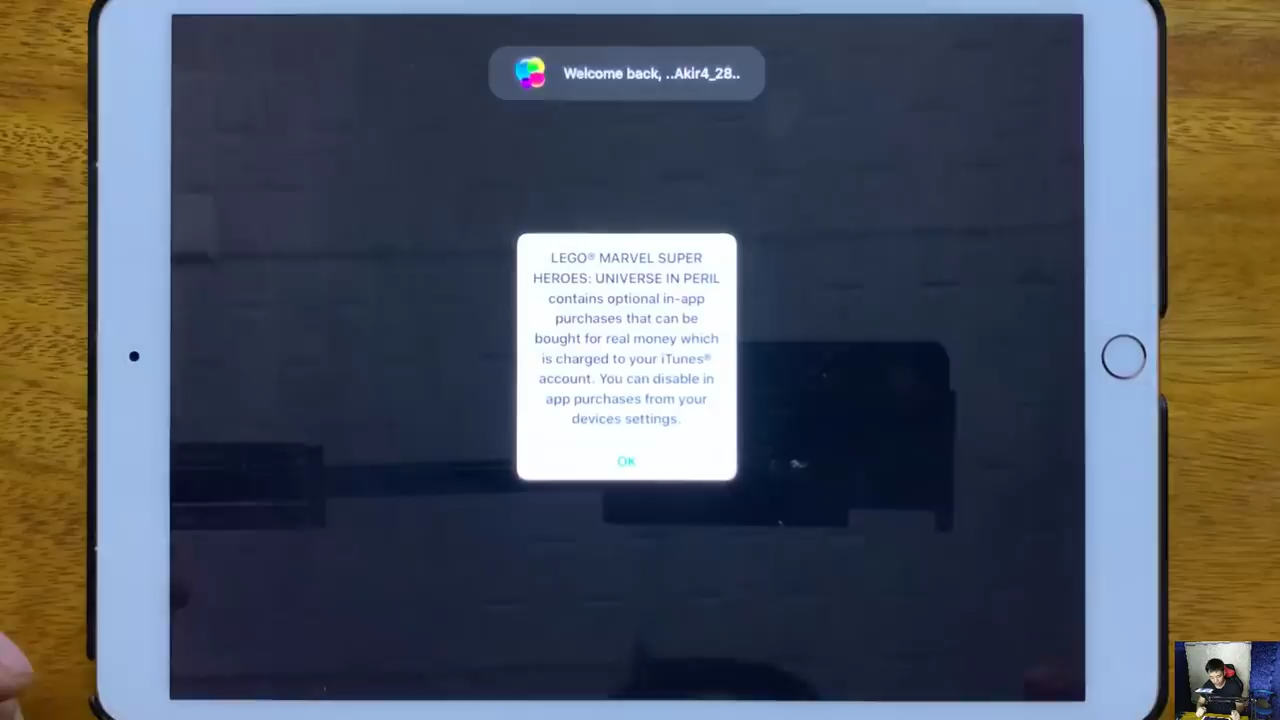 Welcome back, ..Akir4_28..
LEGO® MARVEL SUPER
HEROES: UNIVERSE IN PERIL
contains optional in-app
purchases that can be
bought for real money which
is charged to your iTunes®
account. You can disable in
app purchases from your
devices settings.
OK